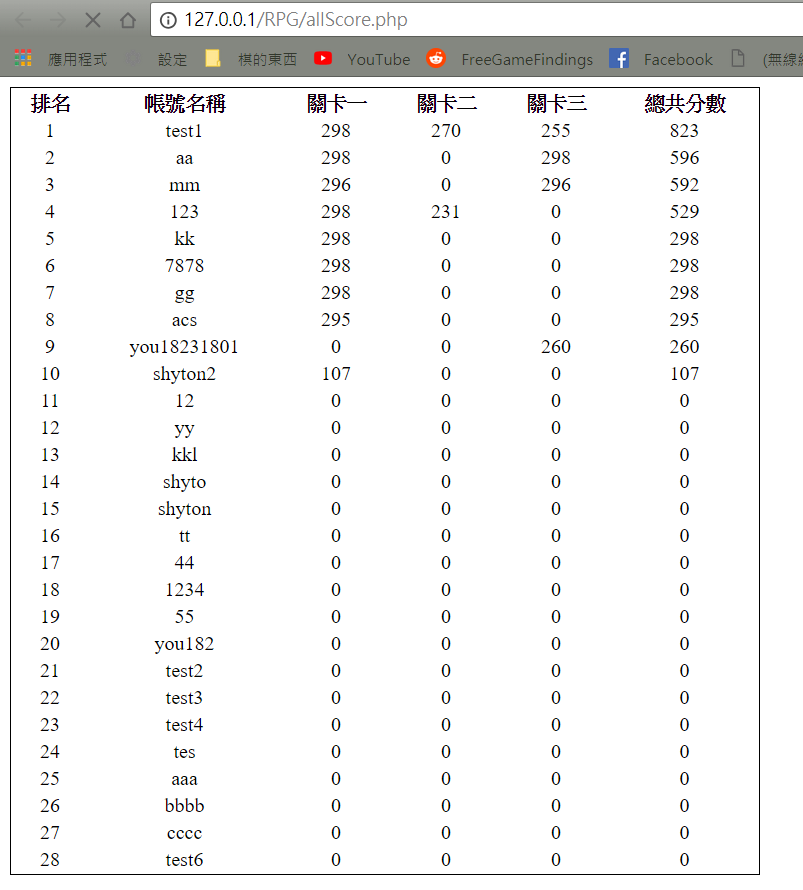 127.0.0.1/RPG/allScore.php
應用程式 設定 棋的東西 YouTube FreeGameFindings Facebook (無線
排名 帳號名稱 關卡一 關卡二 關卡三 總共分數
1 test1 298 270 255 823
2 aa 298 0 298 596
3 mm 296 0 296 592
4 123 298 231 0 529
5 kk 298 0 0 298
6 7878 298 0 0 298
7 gg 298 0 0 298
8 acs 295 0 0 295
9 you18231801 0 0 260 260
10 shyton2 107 0 0 107
11 12 0 0 0 0
12 yy 0 0 0 0
13 kkl 0 0 0 0
14 shyto 0 0 0 0
15 shyton 0 0 0 0
16 tt 0 0 0 0
17 44 0 0 0 0
18 1234 0 0 0 0
19 55 0 0 0 0
20 you182 0 0 0 0
21 test2 0 0 0 0
22 test3 0 0 0 0
23 test4 0 0 0 0
24 tes 0 0 0 0
25 aaa 0 0 0 0
26 bbbb 0 0 0 0
27 cccc 0 0 0 0
28 test6 0 0 0 0